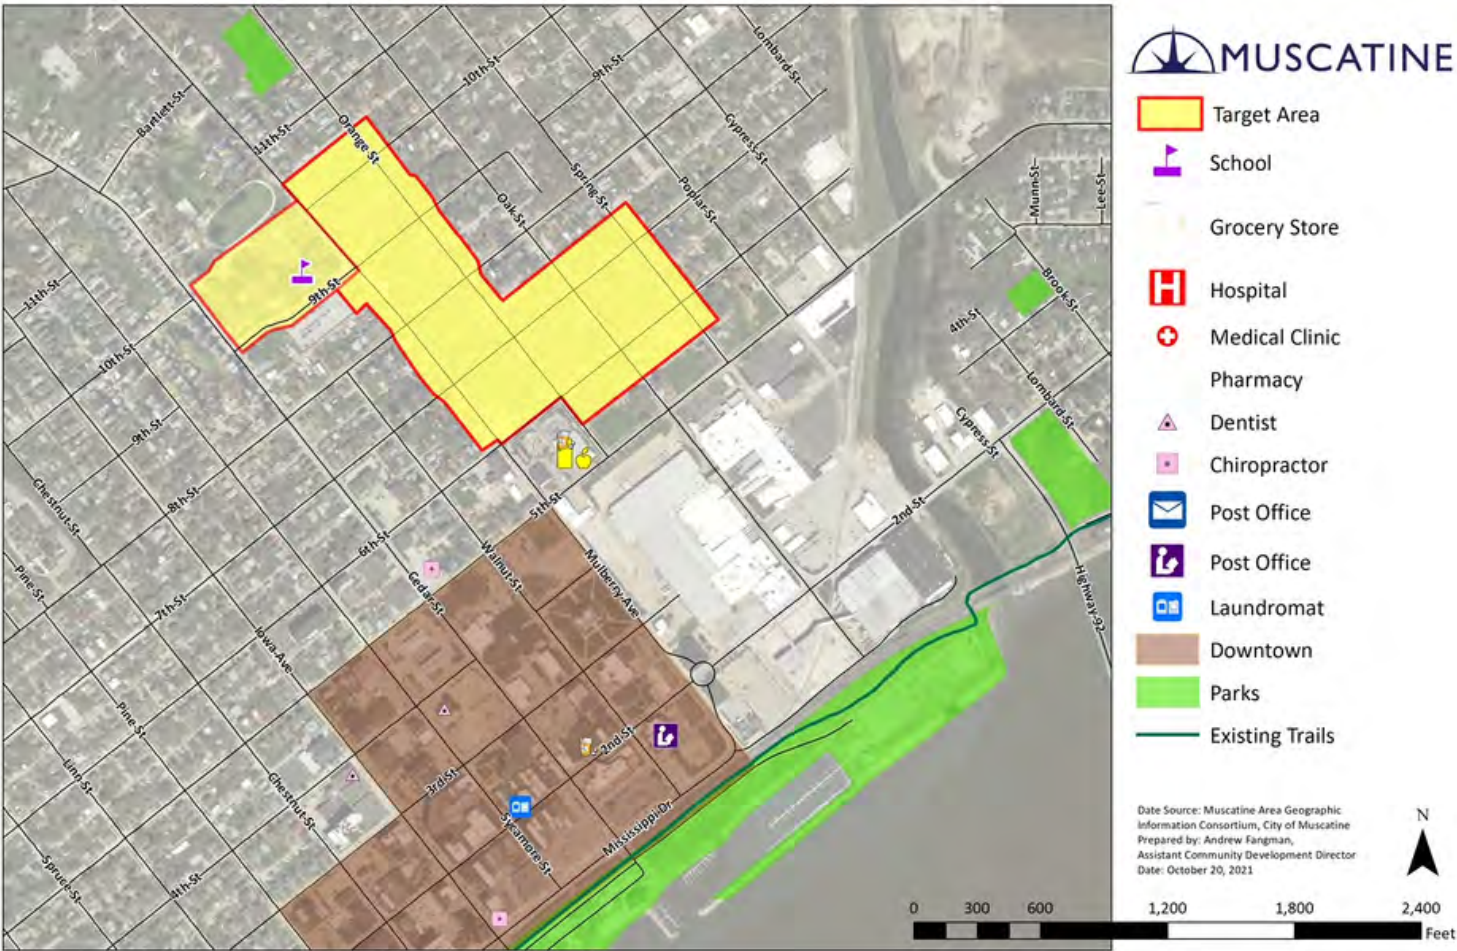 MUSCATINE
Target Area
School
Grocery Store
Hospital
Medical Clinic
Pharmacy
Dentist
Chiropractor
Post Office
Post Office
Laundromat
Downtown
Parks
Existing Trails
Date Source: Muscatine Area Geographic
Information Consortium, City of Muscatine
Prepared by: Andrew Fangman,
Assistant Community Development Director
Date: October 20, 2021
N
0 300 600 1,200 1,800 2,400
Feet
H
Lombard-St
10th-St
9th-St
Bartlett-St
11th-St
Orange-St
Cypress-St
Spring-St
Poplar-St
Oak-St
Munn-St
Lee-St
Brook-St
4th-St
Lombard-St
Cypress-St
9th-St
11th-St
10th-St
9th-St
8th-St
Chestnut-St
6th-St
5th-St
2nd-St
Walnut-St
Mulberry-Ave
Highway-92
Cedar-St
Pine-St
7th-St
Iowa-Ave
Pine-St
Linn-St
Chestnut-St
3rd-St
2nd-St
Sycamore-St
Mississippi-Dr
Spruce-St
4th-St